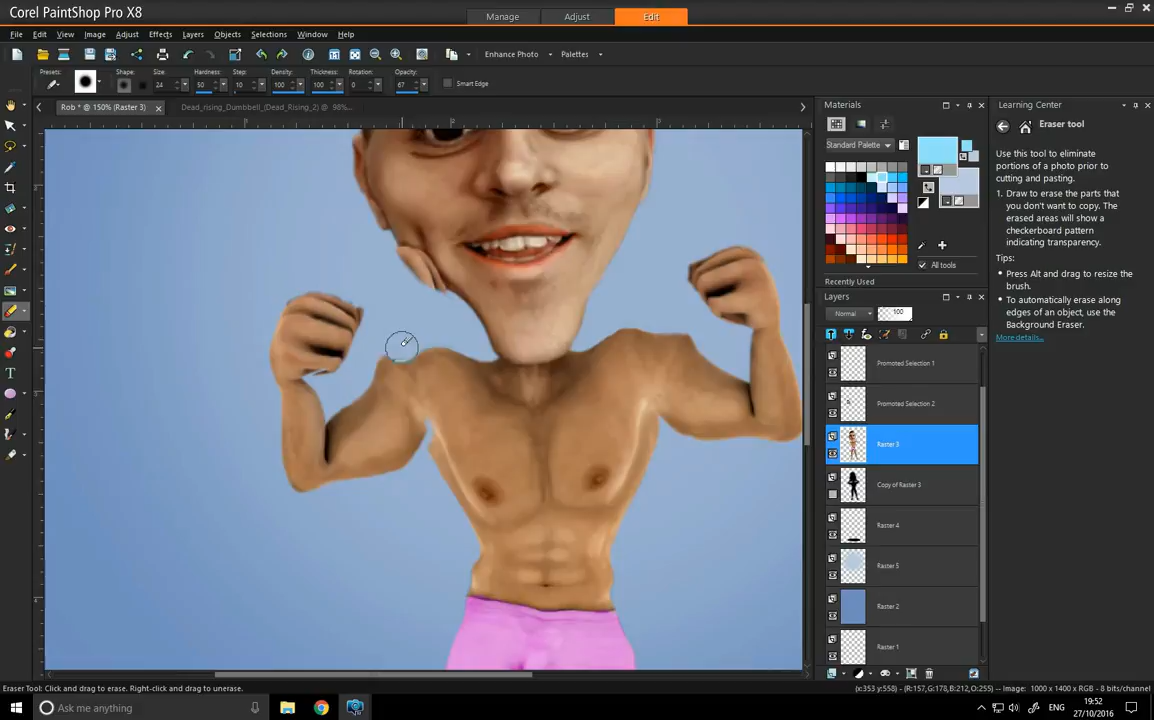 Corel PaintShop Pro X8
Manage
Adjust
Edit
File Edit View Image Adjust Effects Layers Objects Selections Window Help
Enhance Photo
Palettes
Presets:
Shape:
Size:
Hardness:
Step:
Density:
Thickness:
Rotation:
Opacity:
24
50
10
100
100
0
67
Smart Edge
Rob * @ 150% (Raster 3)
Dead_rising_Dumbbell_(Dead_Rising_2) @ 98%...
Materials
Standard Palette
All tools
Recently Used
Layers
Normal
100
Promoted Selection 1
Promoted Selection 2
Raster 3
Copy of Raster 3
Raster 4
Raster 5
Raster 2
Raster 1
Learning Center
Eraser tool
Use this tool to eliminate
portions of a photo prior to
cutting and pasting.
1. Draw to erase the parts that
you don't want to copy. The
erased areas will show a
checkerboard pattern
indicating transparency.
Tips:
• Press Alt and drag to resize the
brush.
• To automatically erase along
edges of an object, use the
Background Eraser.
More details...
Eraser Tool: Click and drag to erase. Right-click and drag to unerase.
(x:353 y:558) - (R:157,G:178,B:212,O:255) -- Image: 1000 x 1400 x RGB - 8 bits/channel
Ask me anything
ENG
19:52
27/10/2016